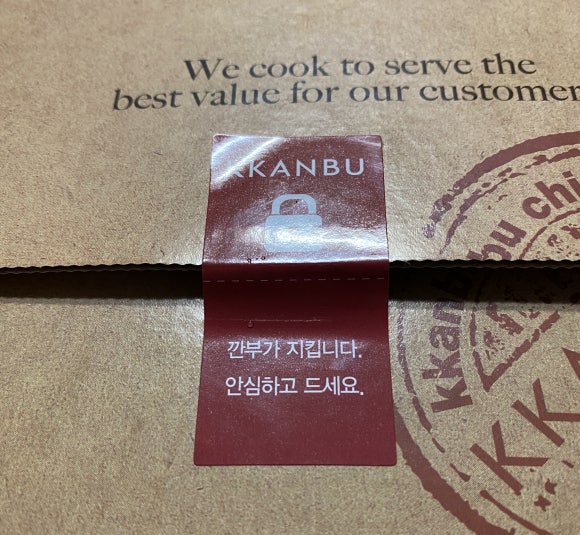 We cook to serve the
best value for our customer
KKANBU
깐부가 지킵니다.
안심하고 드세요.
kkanbu chi
KKA